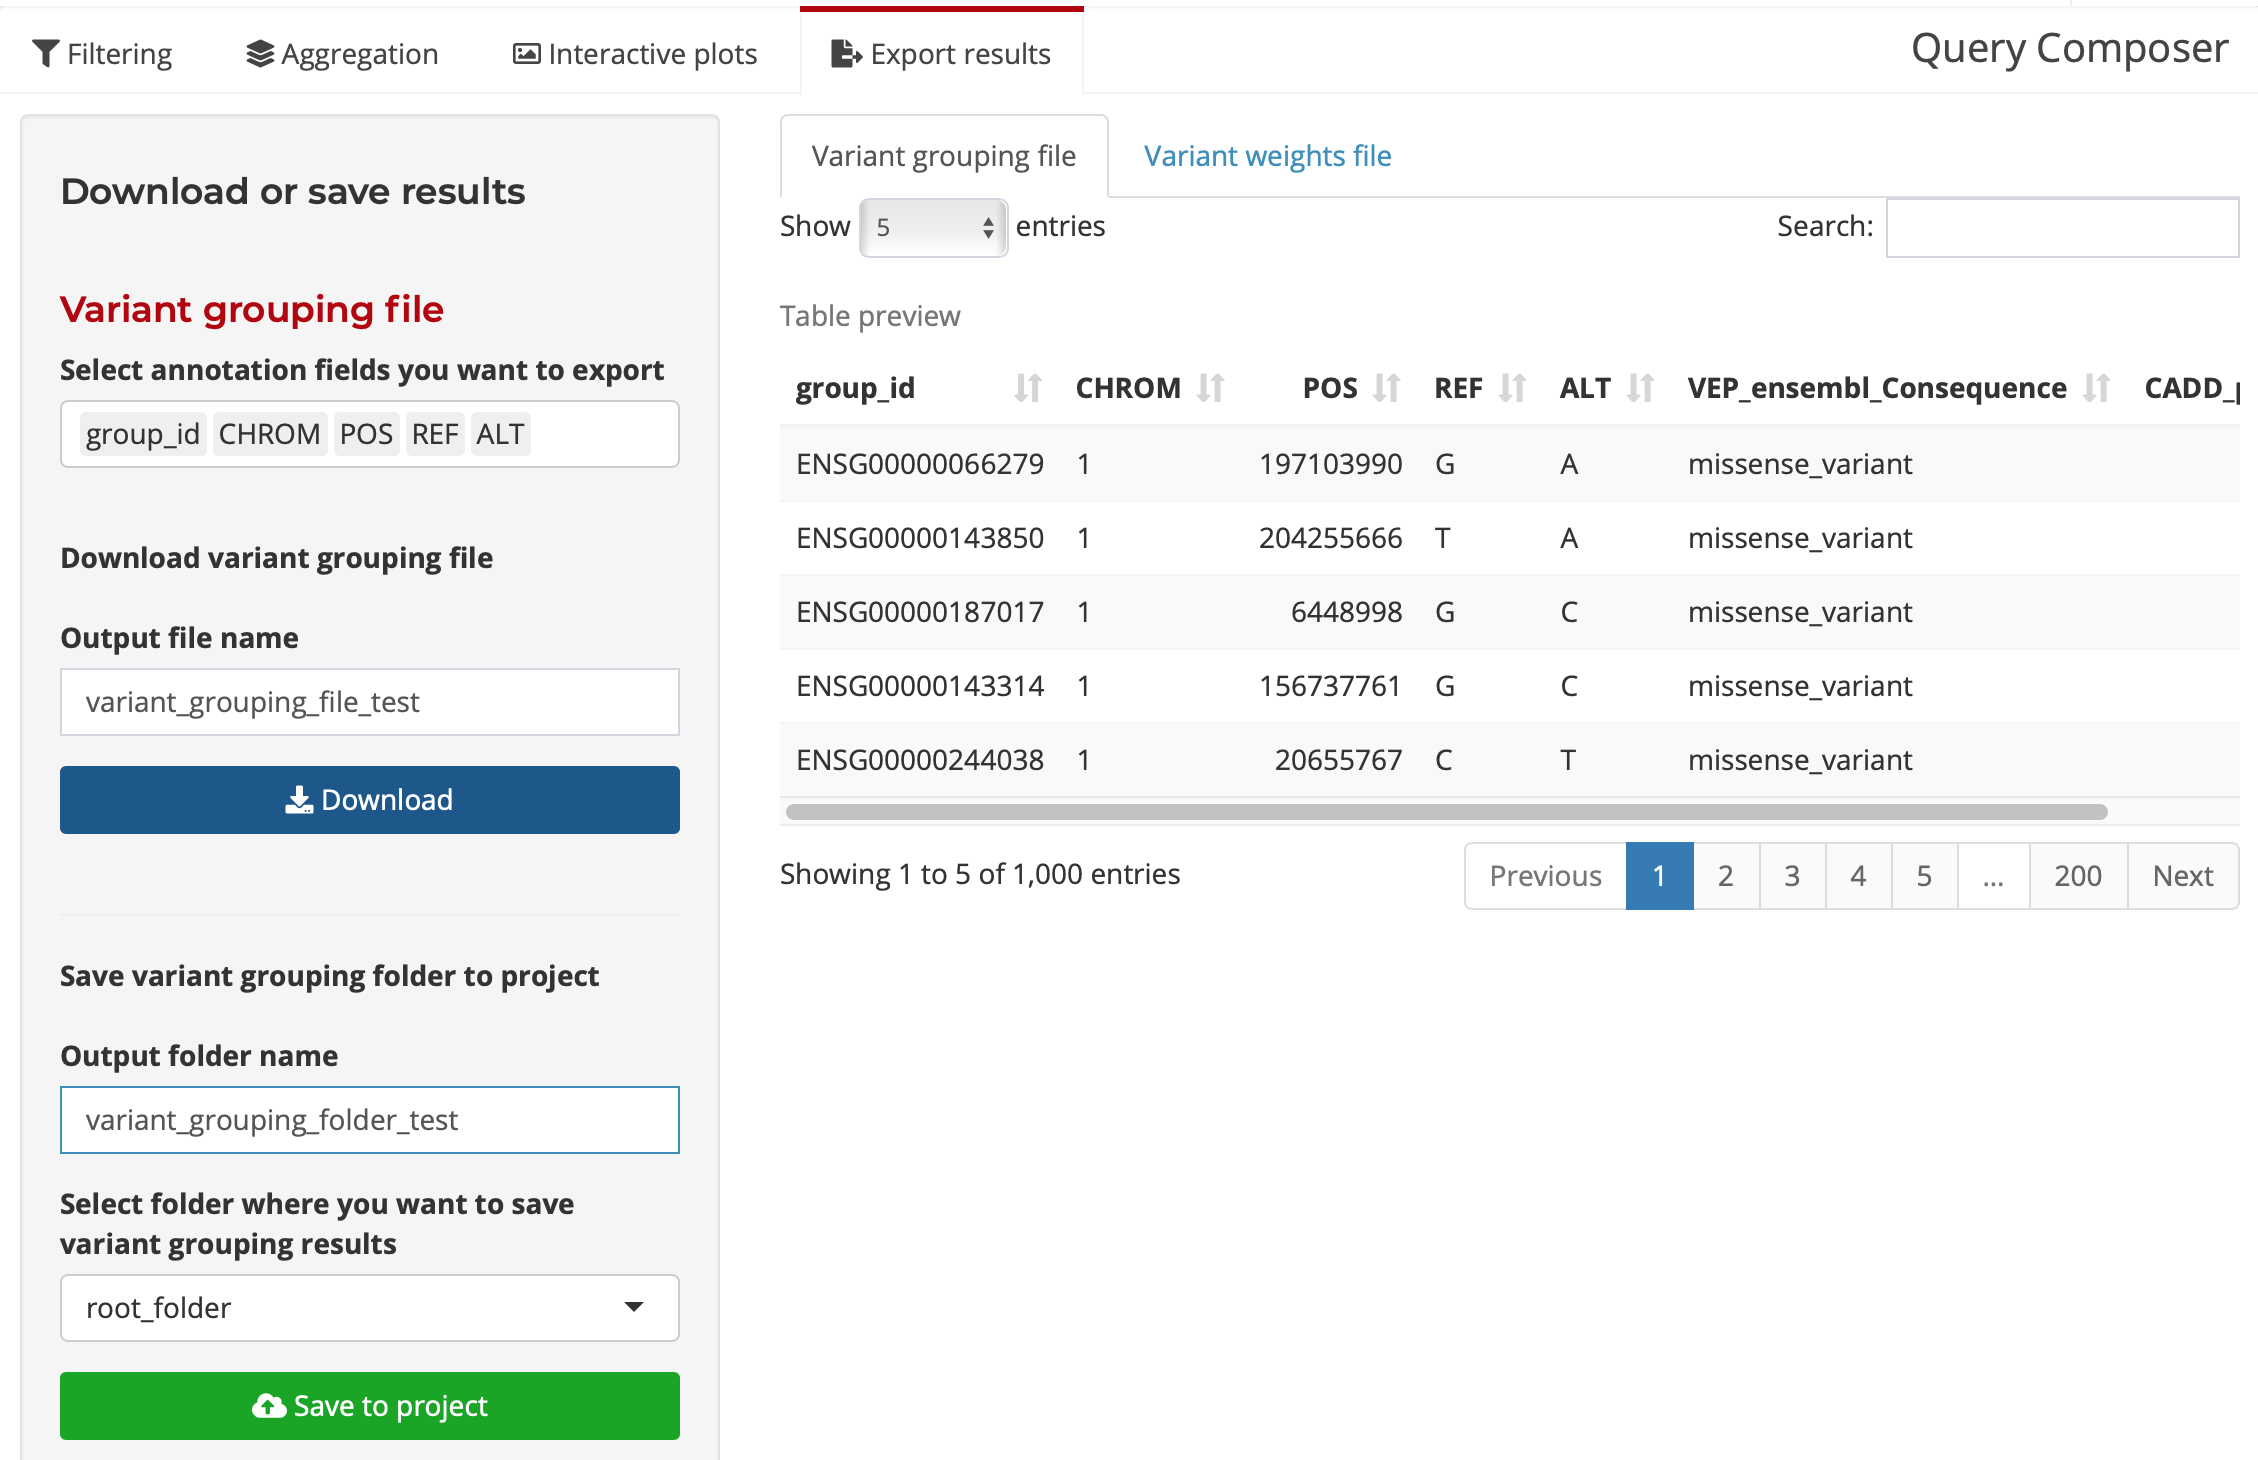 Filtering Aggregation Interactive plots Export results Query Composer
Download or save results
Variant grouping file
Select annotation fields you want to export
group_id CHROM POS REF ALT
Download variant grouping file
Output file name
variant_grouping_file_test
Download
Save variant grouping folder to project
Output folder name
variant_grouping_folder_test
Select folder where you want to save
variant grouping results
root_folder
Save to project
Variant grouping file Variant weights file
Show 5 entries Search:
Table preview
group_id CHROM POS REF ALT VEP_ensembl_Consequence CADD_p
ENSG00000066279 1 197103990 G A missense_variant
ENSG00000143850 1 204255666 T A missense_variant
ENSG00000187017 1 6448998 G C missense_variant
ENSG00000143314 1 156737761 G C missense_variant
ENSG00000244038 1 20655767 C T missense_variant
Showing 1 to 5 of 1,000 entries Previous 1 2 3 4 5 ... 200 Next